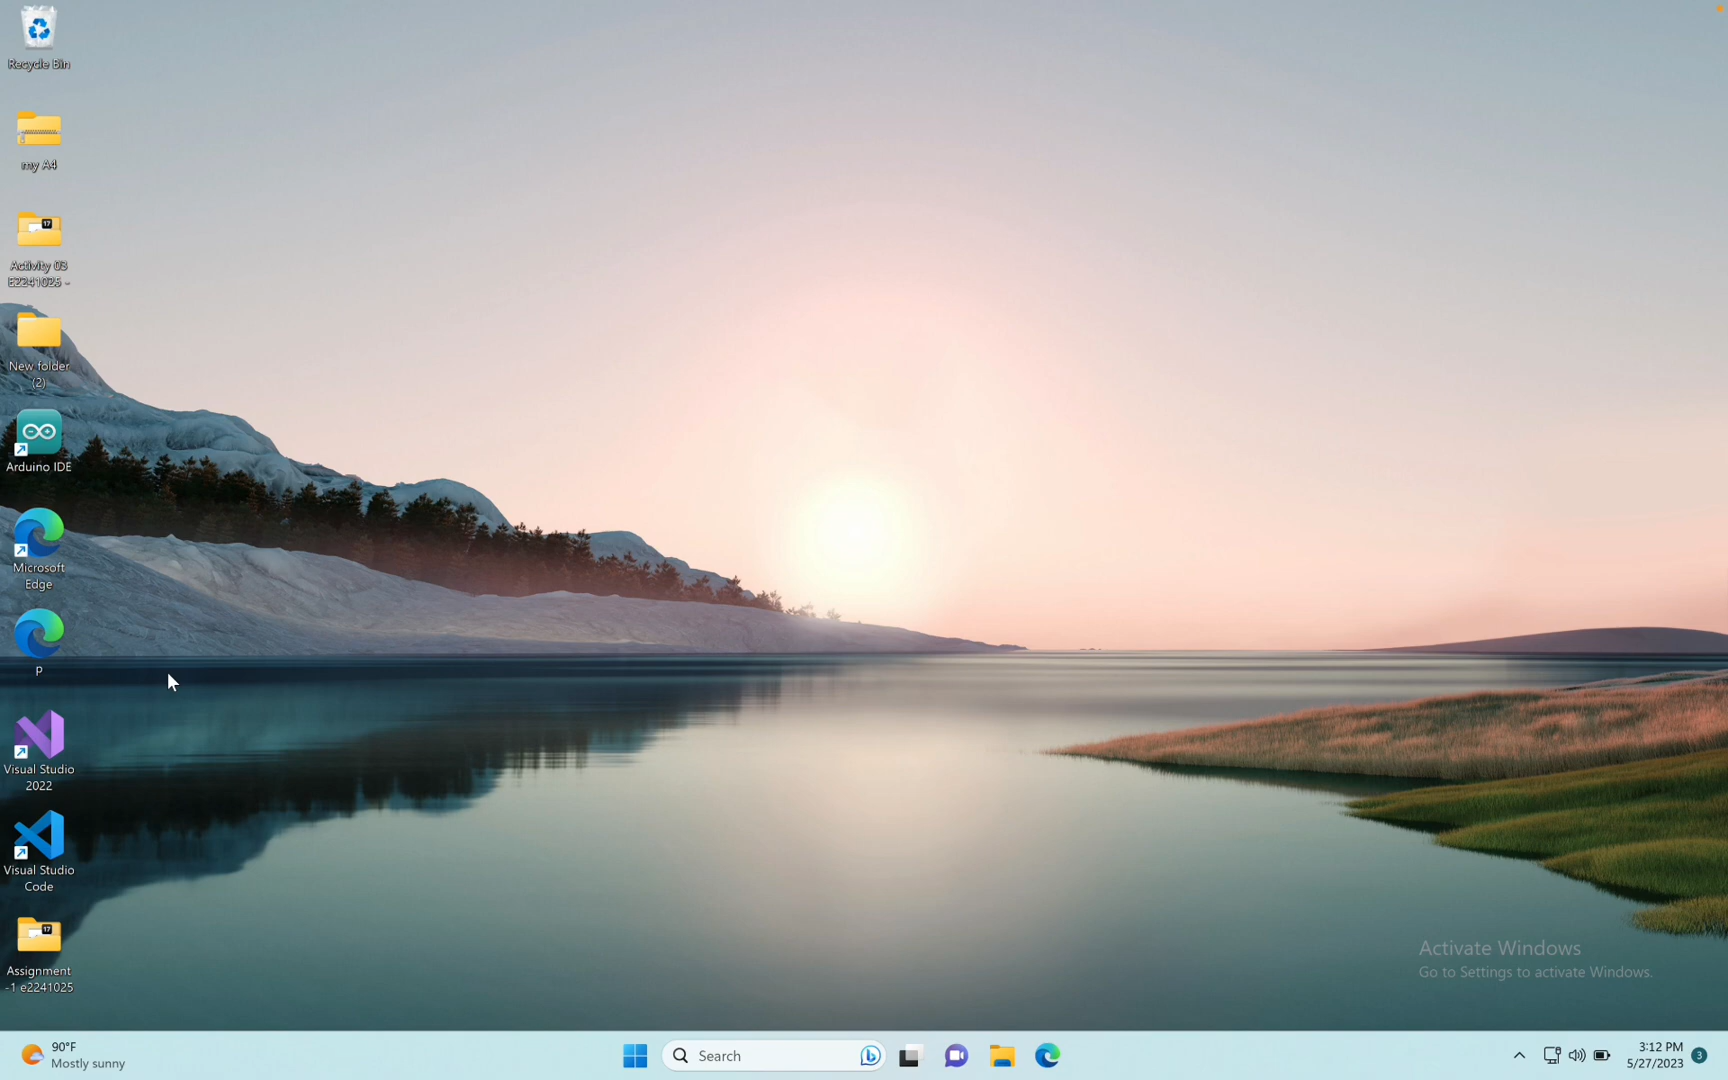 Recycle Bin
my A4
Activity 03
E2241025 -
New folder
(2)
Arduino IDE
Microsoft
Edge
p
Visual Studio
2022
Visual Studio
Code
Assignment
-1 e2241025
17
17
Activate Windows
Go to Settings to activate Windows.
90°F
Mostly sunny
Search
3:12 PM
5/27/2023
3